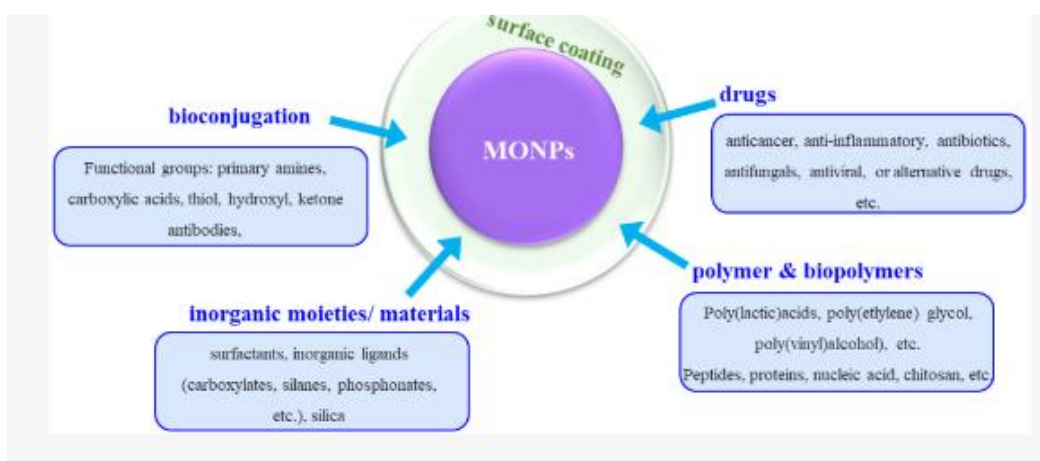 surface coating
MONPs
bioconjugation
Functional groups: primary amines,
carboxylic acids, thiol, hydroxyl, ketone
antibodies,
drugs
anticancer, anti-inflammatory, antibiotics,
antifungals, antiviral, or alternative drugs,
etc.
inorganic moieties/ materials
surfactants, inorganic ligands
(carboxylates, silanes, phosphonates,
etc.), silica
polymer & biopolymers
Poly(lactic)acids, poly(ethylene) glycol,
poly(vinyl)alcohol), etc.
Peptides, proteins, nucleic acid, chitosan, etc